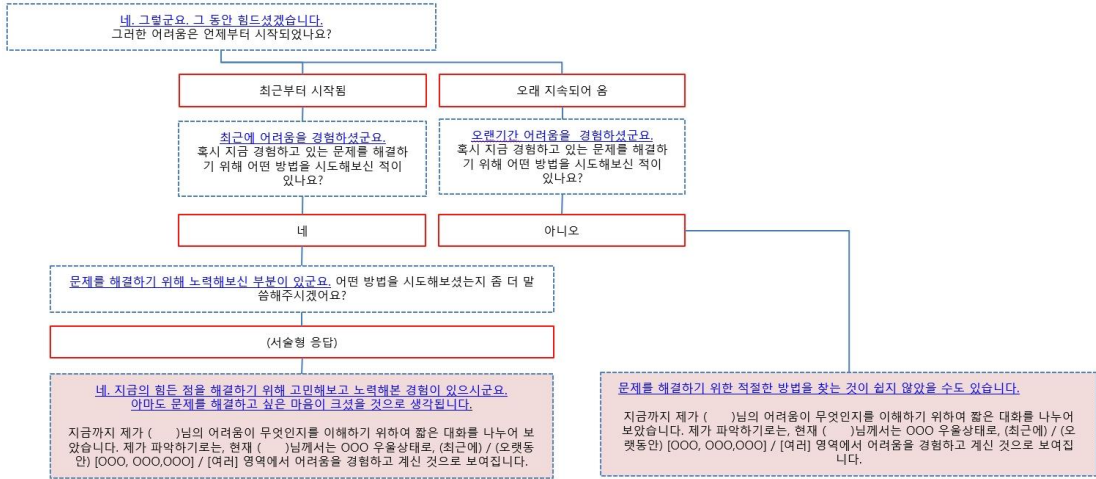 네. 그렇군요. 그 동안 힘드셨겠습니다.
그러한 어려움은 언제부터 시작되었나요?
최근부터 시작됨
오래 지속되어 옴
최근에 어려움을 경험하셨군요.
혹시 지금 경험하고 있는 문제를 해결하
기 위해 어떤 방법을 시도해보신 적이
있나요?
오랜기간 어려움을  경험하셨군요.
혹시 지금 경험하고 있는 문제를 해결하
기 위해 어떤 방법을 시도해보신 적이
있나요?
네
아니오
문제를 해결하기 위해 노력해보신 부분이 있군요. 어떤 방법을 시도해보셨는지 좀 더 말
씀해주시겠어요?
(서술형 응답)
네. 지금의 힘든 점을 해결하기 위해 고민해보고 노력해본 경험이 있으시군요.
아마도 문제를 해결하고 싶은 마음이 크셨을 것으로 생각됩니다.
지금까지 제가 (      )님의 어려움이 무엇인지를 이해하기 위하여 짧은 대화를 나누어 보
았습니다. 제가 파악하기로는, 현재 (      )님께서는 OOO 우울상태로, (최근에) / (오랫동
안) [OOO, OOO,OOO] / [여러] 영역에서 어려움을 경험하고 계신 것으로 보여집니다.
문제를 해결하기 위한 적절한 방법을 찾는 것이 쉽지 않았을 수도 있습니다.
지금까지 제가 (      )님의 어려움이 무엇인지를 이해하기 위하여 짧은 대화를 나누어
보았습니다. 제가 파악하기로는, 현재 (      )님께서는 OOO 우울상태로, (최근에) / (오
랫동안) [OOO, OOO,OOO] / [여러] 영역에서 어려움을 경험하고 계신 것으로 보여집
니다.